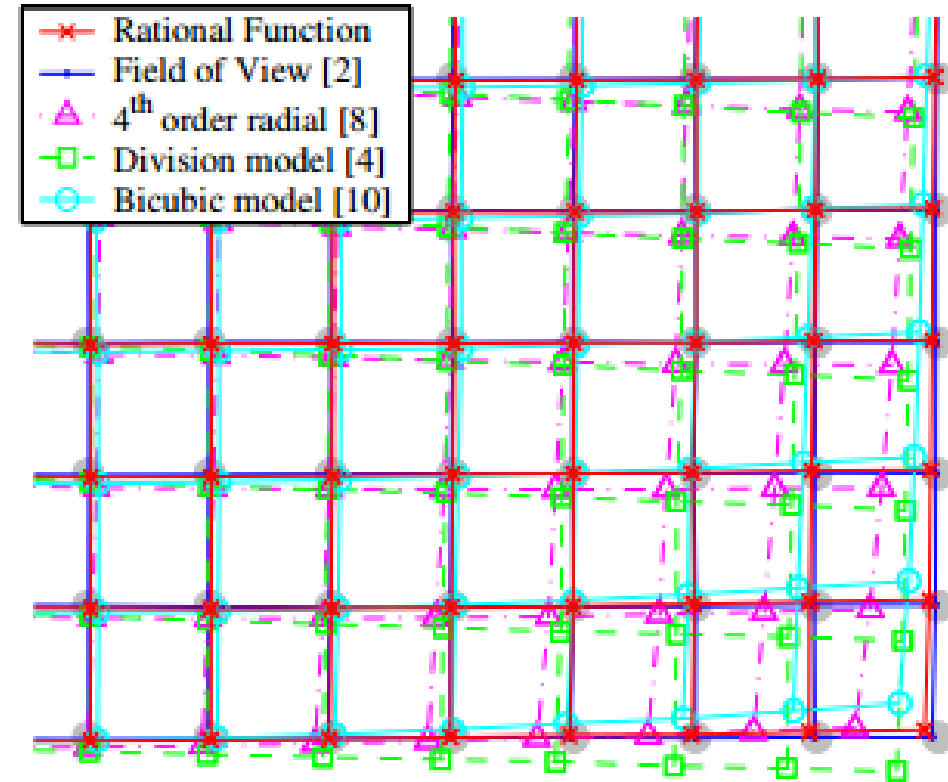 Rational Function
Field of View [2]
4th order radial [8]
Division model [4]
Bicubic model [10]